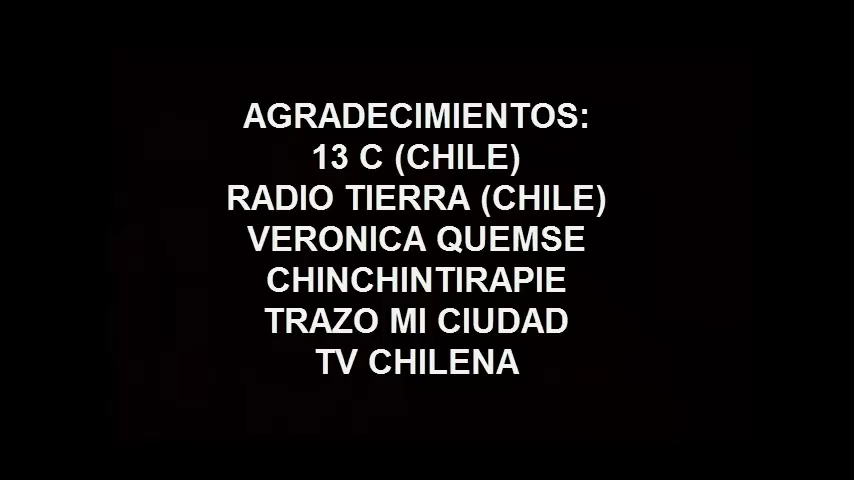 AGRADECIMIENTOS:
13 C (CHILE)
RADIO TIERRA (CHILE)
VERONICA QUEMSE
CHINCHINTIRAPIE
TRAZO MI CIUDAD
TV CHILENA